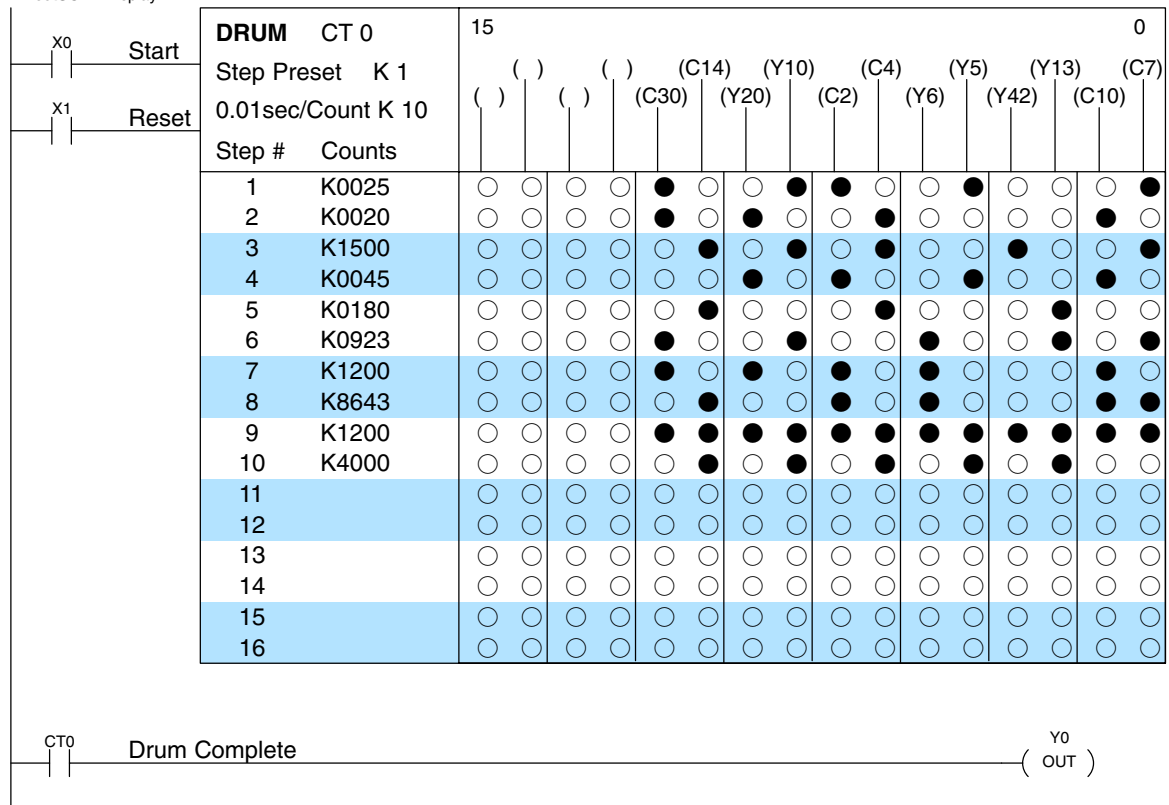 DRUM CT 0
15 0
X0 Start
Step Preset K 1
( ) ( ) (C14) (Y10) (C4) (Y5) (Y13) (C7)
( ) ( ) (C30) (Y20) (C2) (Y6) (Y42) (C10)
X1 Reset
0.01sec/Count K 10
Step # Counts
1 K0025
2 K0020
3 K1500
4 K0045
5 K0180
6 K0923
7 K1200
8 K8643
9 K1200
10 K4000
11
12
13
14
15
16
CT0 Drum Complete Y0
OUT